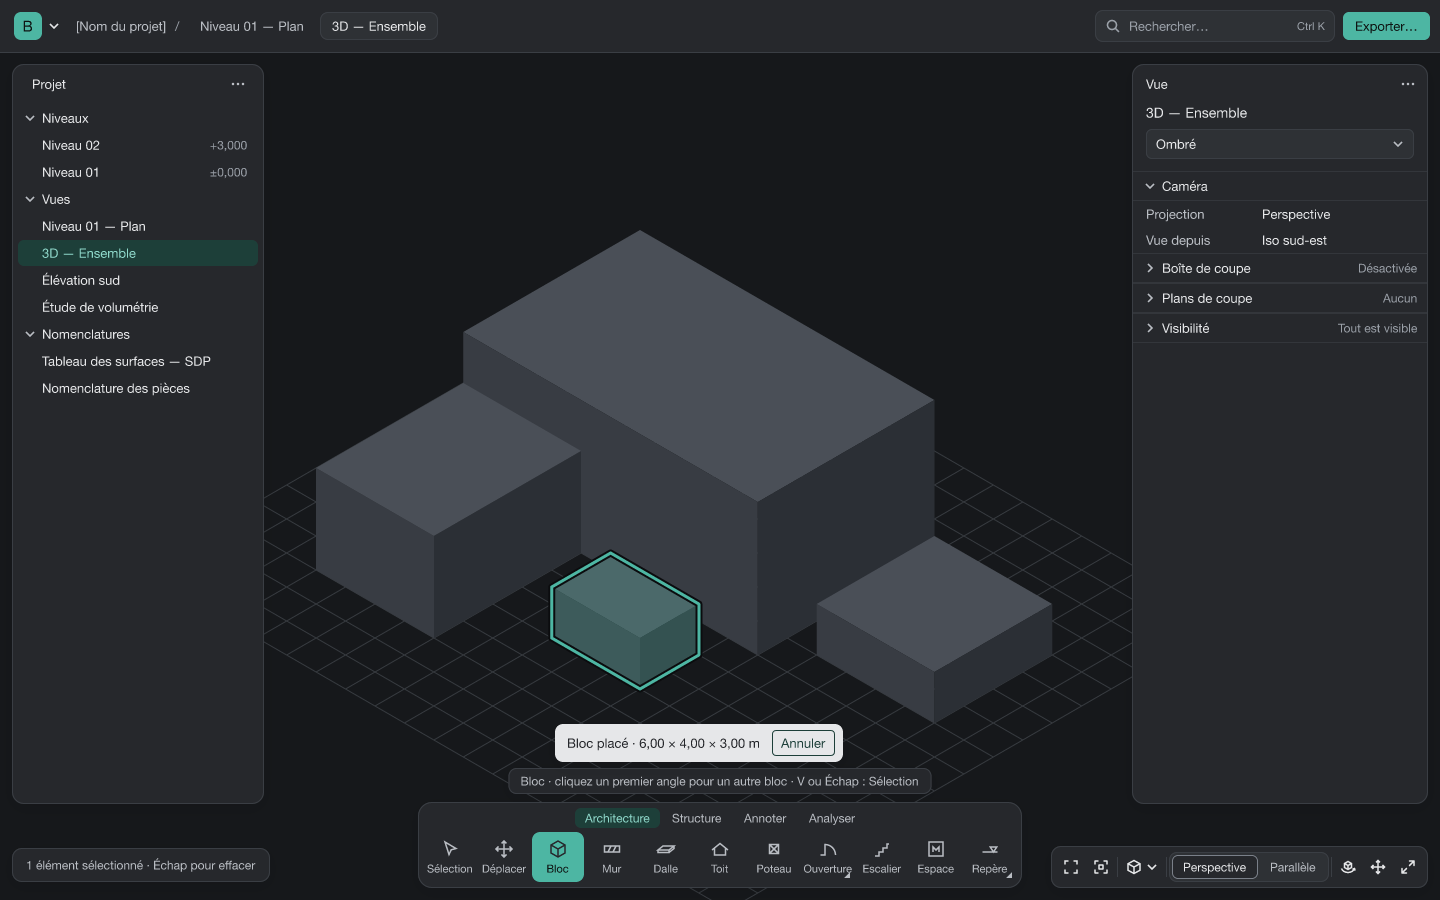 B [Nom du projet] / Niveau 01 — Plan 3D — Ensemble Rechercher… Ctrl K Exporter…
Projet
Niveaux
Niveau 02 +3,000
Niveau 01 ±0,000
Vues
Niveau 01 — Plan
3D — Ensemble
Élévation sud
Étude de volumétrie
Nomenclatures
Tableau des surfaces — SDP
Nomenclature des pièces
Vue
3D — Ensemble
Ombré
Caméra
Projection Perspective
Vue depuis Iso sud-est
Boîte de coupe Désactivée
Plans de coupe Aucun
Visibilité Tout est visible
Bloc placé · 6,00 × 4,00 × 3,00 m Annuler
Bloc · cliquez un premier angle pour un autre bloc · V ou Échap : Sélection
Architecture Structure Annoter Analyser
Sélection Déplacer Bloc Mur Dalle Toit Poteau Ouverture Escalier Espace Repère
1 élément sélectionné · Échap pour effacer
Perspective Parallèle